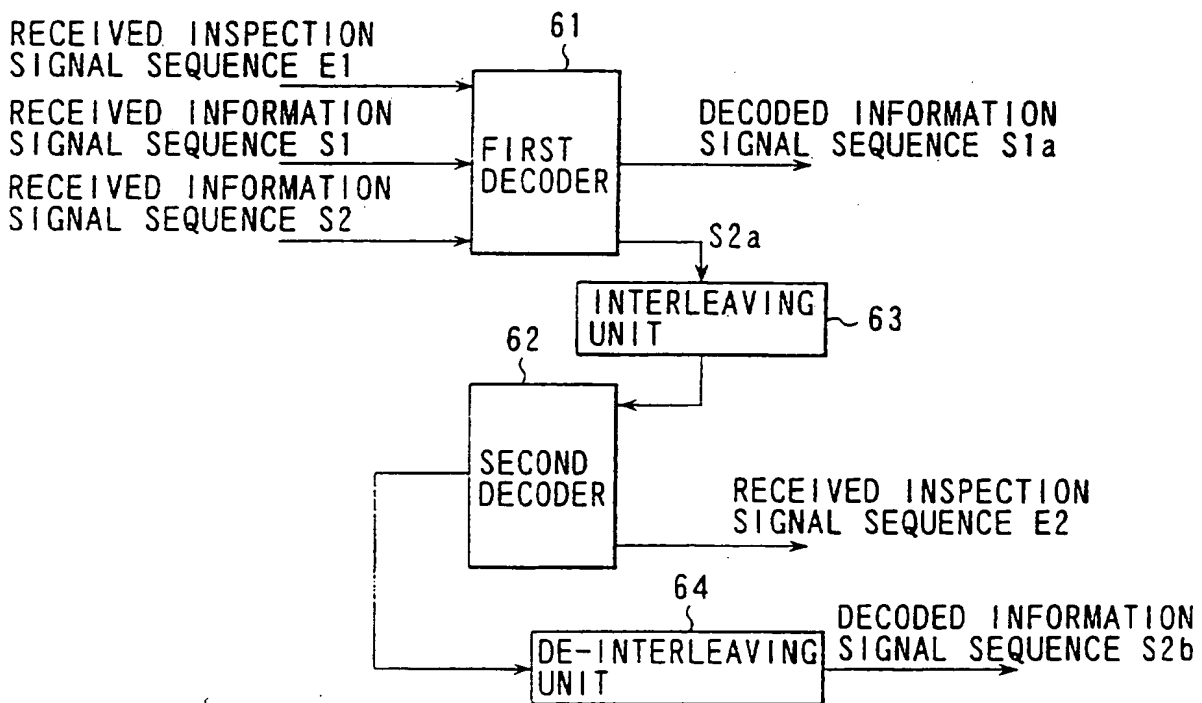 61
RECEIVED INSPECTION
SIGNAL SEQUENCE E1
RECEIVED INFORMATION
SIGNAL SEQUENCE S1
RECEIVED INFORMATION
SIGNAL SEQUENCE S2
FIRST
DECODER
DECODED INFORMATION
SIGNAL SEQUENCE S1a
S2a
INTERLEAVING
UNIT
63
62
SECOND
DECODER
RECEIVED INSPECTION
SIGNAL SEQUENCE E2
64
DE-INTERLEAVING
UNIT
DECODED INFORMATION
SIGNAL SEQUENCE S2b